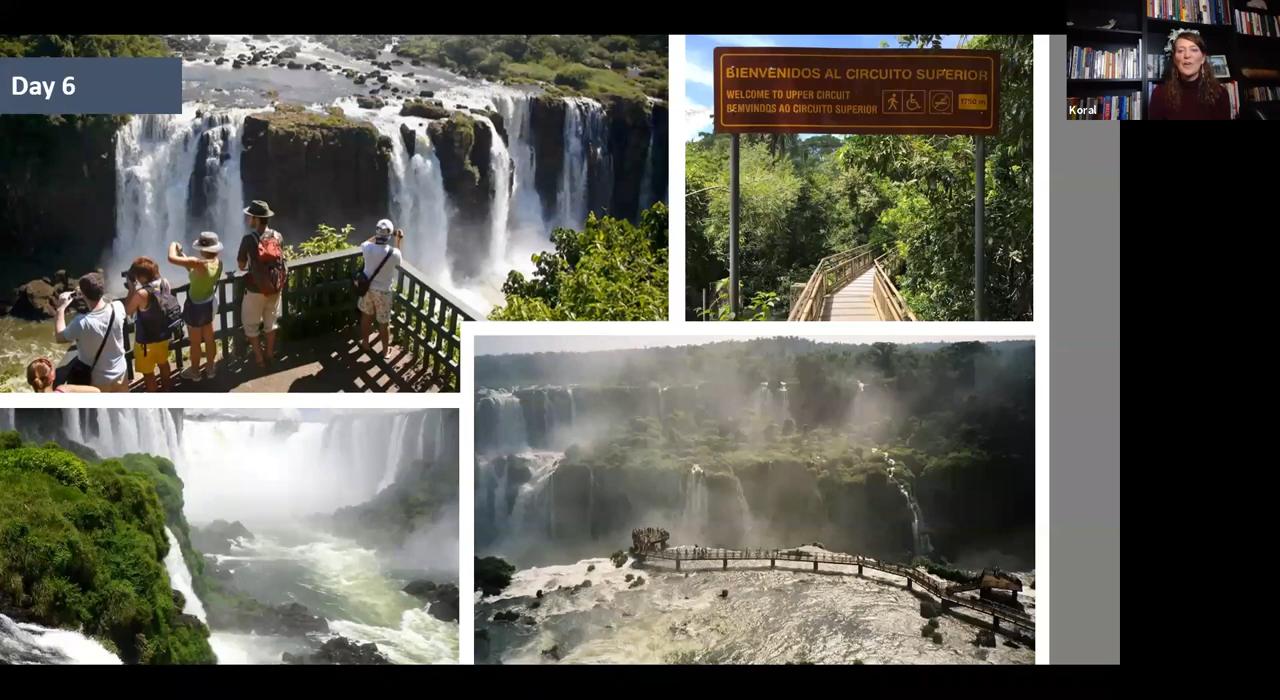 Day 6
BIENVENIDOS AL CIRCUITO SUPERIOR
WELCOME TO UPPER CIRCUIT
BEMVINDOS AO CIRCUITO SUPERIOR
1750 m
Koral